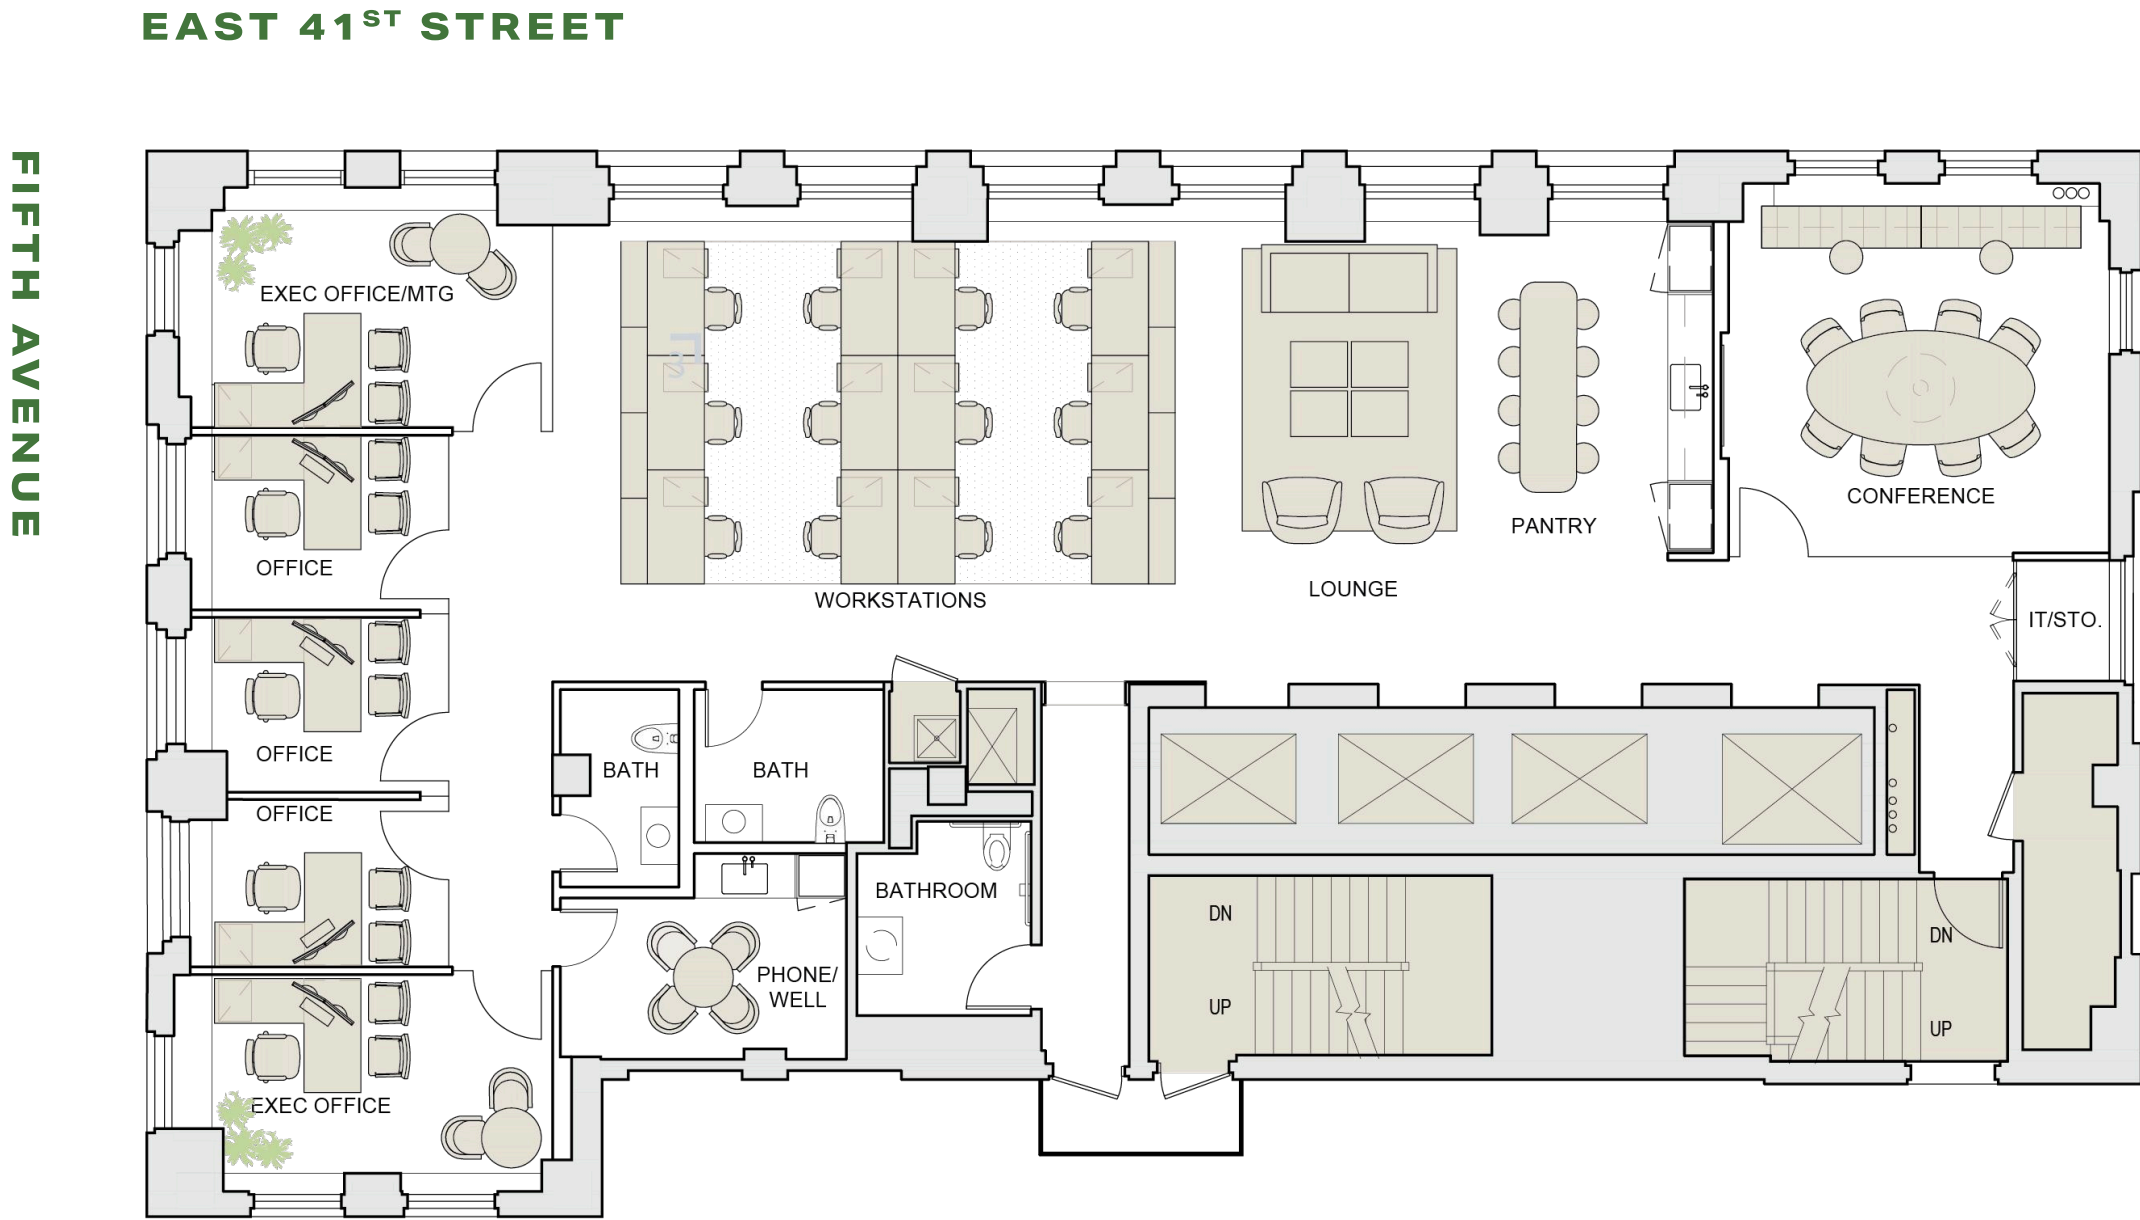 EAST 41ST STREET
FIFTH AVENUE
EXEC OFFICE/MTG
OFFICE
OFFICE
OFFICE
EXEC OFFICE
WORKSTATIONS
LOUNGE
PANTRY
CONFERENCE
IT/STO.
BATH
BATH
BATHROOM
PHONE/
WELL
DN
UP
DN
UP